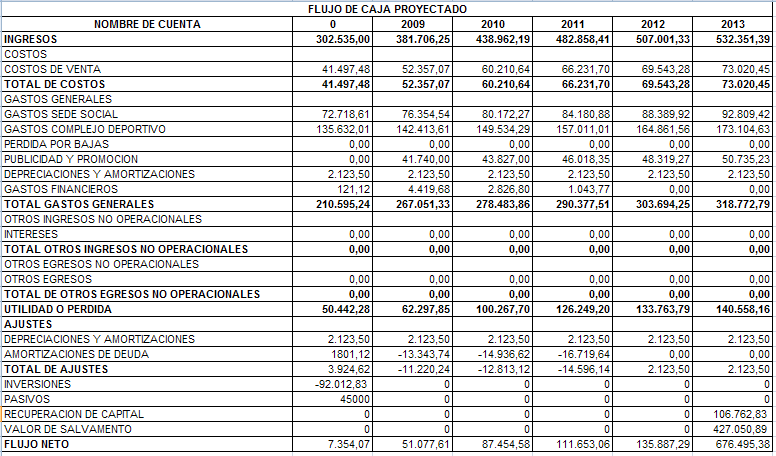 FLUJO DE CAJA PROYECTADO
NOMBRE DE CUENTA 0 2009 2010 2011 2012 2013
INGRESOS 302.535,00 381.706,25 438.962,19 482.858,41 507.001,33 532.351,39
COSTOS
COSTOS DE VENTA 41.497,48 52.357,07 60.210,64 66.231,70 69.543,28 73.020,45
TOTAL DE COSTOS 41.497,48 52.357,07 60.210,64 66.231,70 69.543,28 73.020,45
GASTOS GENERALES
GASTOS SEDE SOCIAL 72.718,61 76.354,54 80.172,27 84.180,88 88.389,92 92.809,42
GASTOS COMPLEJO DEPORTIVO 135.632,01 142.413,61 149.534,29 157.011,01 164.861,56 173.104,63
PERDIDA POR BAJAS 0,00 0,00 0,00 0,00 0,00 0,00
PUBLICIDAD Y PROMOCION 0,00 41.740,00 43.827,00 46.018,35 48.319,27 50.735,23
DEPRECIACIONES Y AMORTIZACIONES 2.123,50 2.123,50 2.123,50 2.123,50 2.123,50 2.123,50
GASTOS FINANCIEROS 121,12 4.419,68 2.826,80 1.043,77 0,00 0,00
TOTAL GASTOS GENERALES 210.595,24 267.051,33 278.483,86 290.377,51 303.694,25 318.772,79
OTROS INGRESOS NO OPERACIONALES
INTERESES 0,00 0,00 0,00 0,00 0,00 0,00
TOTAL OTROS INGRESOS NO OPERACIONALES 0,00 0,00 0,00 0,00 0,00 0,00
OTROS EGRESOS NO OPERACIONALES
OTROS EGRESOS 0,00 0,00 0,00 0,00 0,00 0,00
TOTAL DE OTROS EGRESOS NO OPERACIONALES 0,00 0,00 0,00 0,00 0,00 0,00
UTILIDAD O PERDIDA 50.442,28 62.297,85 100.267,70 126.249,20 133.763,79 140.558,16
AJUSTES
DEPRECIACIONES Y AMORTIZACIONES 2.123,50 2.123,50 2.123,50 2.123,50 2.123,50 2.123,50
AMORTIZACIONES DE DEUDA 1801,12 -13.343,74 -14.936,62 -16.719,64 0,00 0,00
TOTAL DE AJUSTES 3.924,62 -11.220,24 -12.813,12 -14.596,14 2.123,50 2.123,50
INVERSIONES -92.012,83 0 0 0 0 0
PASIVOS 45000 0 0 0 0 0
RECUPERACION DE CAPITAL 0 0 0 0 0 106.762,83
VALOR DE SALVAMENTO 0 0 0 0 0 427.050,89
FLUJO NETO 7.354,07 51.077,61 87.454,58 111.653,06 135.887,29 676.495,38